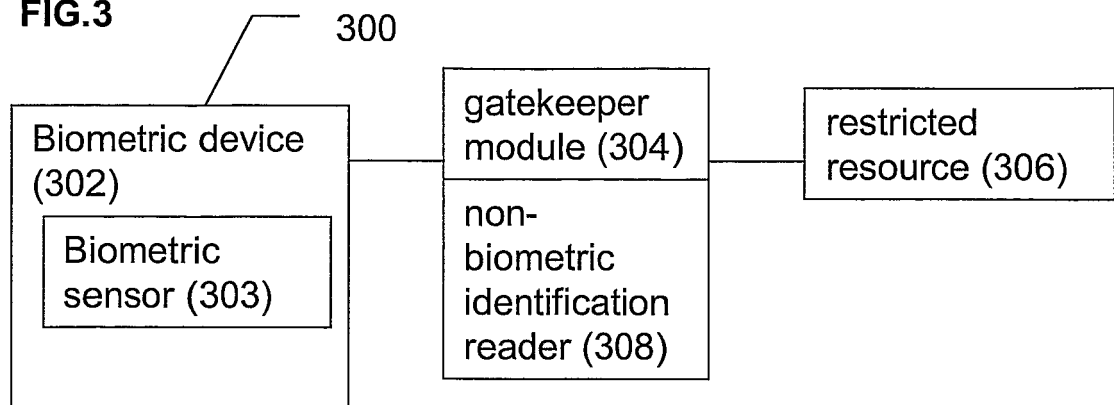 FIG.3
300
Biometric device
(302)
Biometric
sensor (303)
gatekeeper
module (304)
non-
biometric
identification
reader (308)
restricted
resource (306)